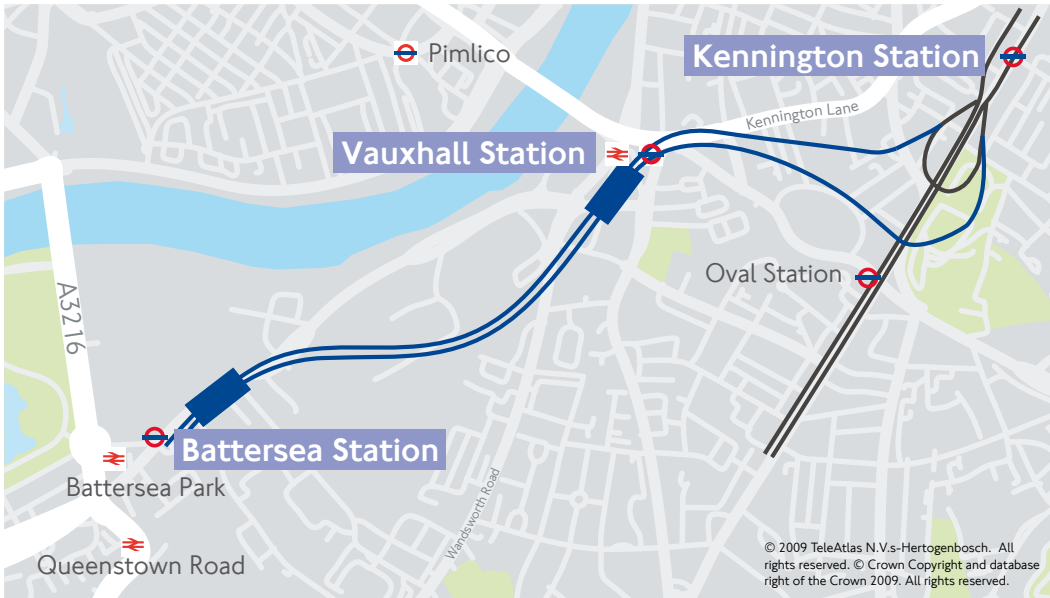 Pimlico
Kennington Station
Kennington Lane
Vauxhall Station
Oval Station
A3216
Battersea Station
Battersea Park
Wandsworth Road
Queenstown Road
© 2009 TeleAtlas N.V.s-Hertogenbosch. All
rights reserved. © Crown Copyright and database
right of the Crown 2009. All rights reserved.